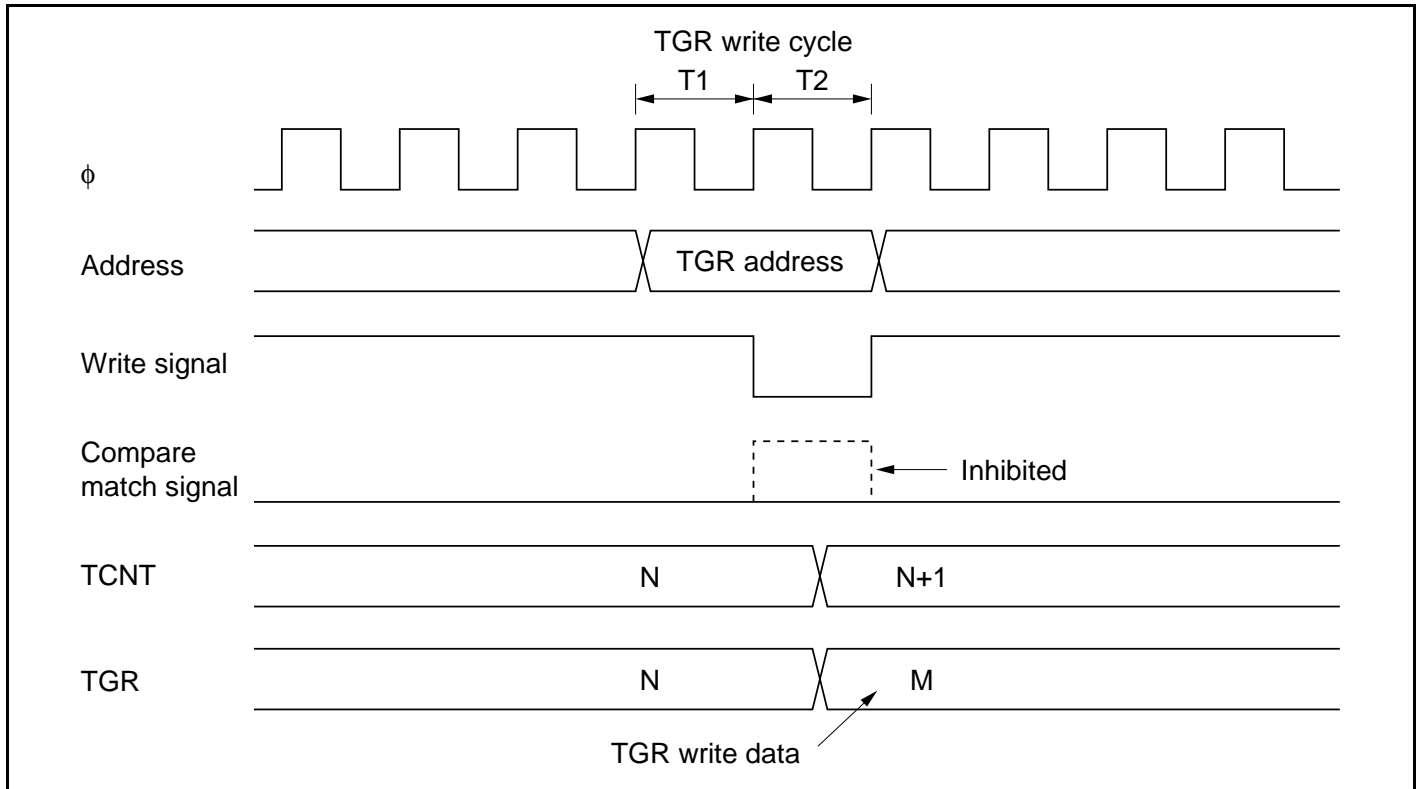 TGR write cycle
T1 T2
ϕ
Address TGR address
Write signal
Compare
match signal Inhibited
TCNT N N+1
TGR N M
TGR write data